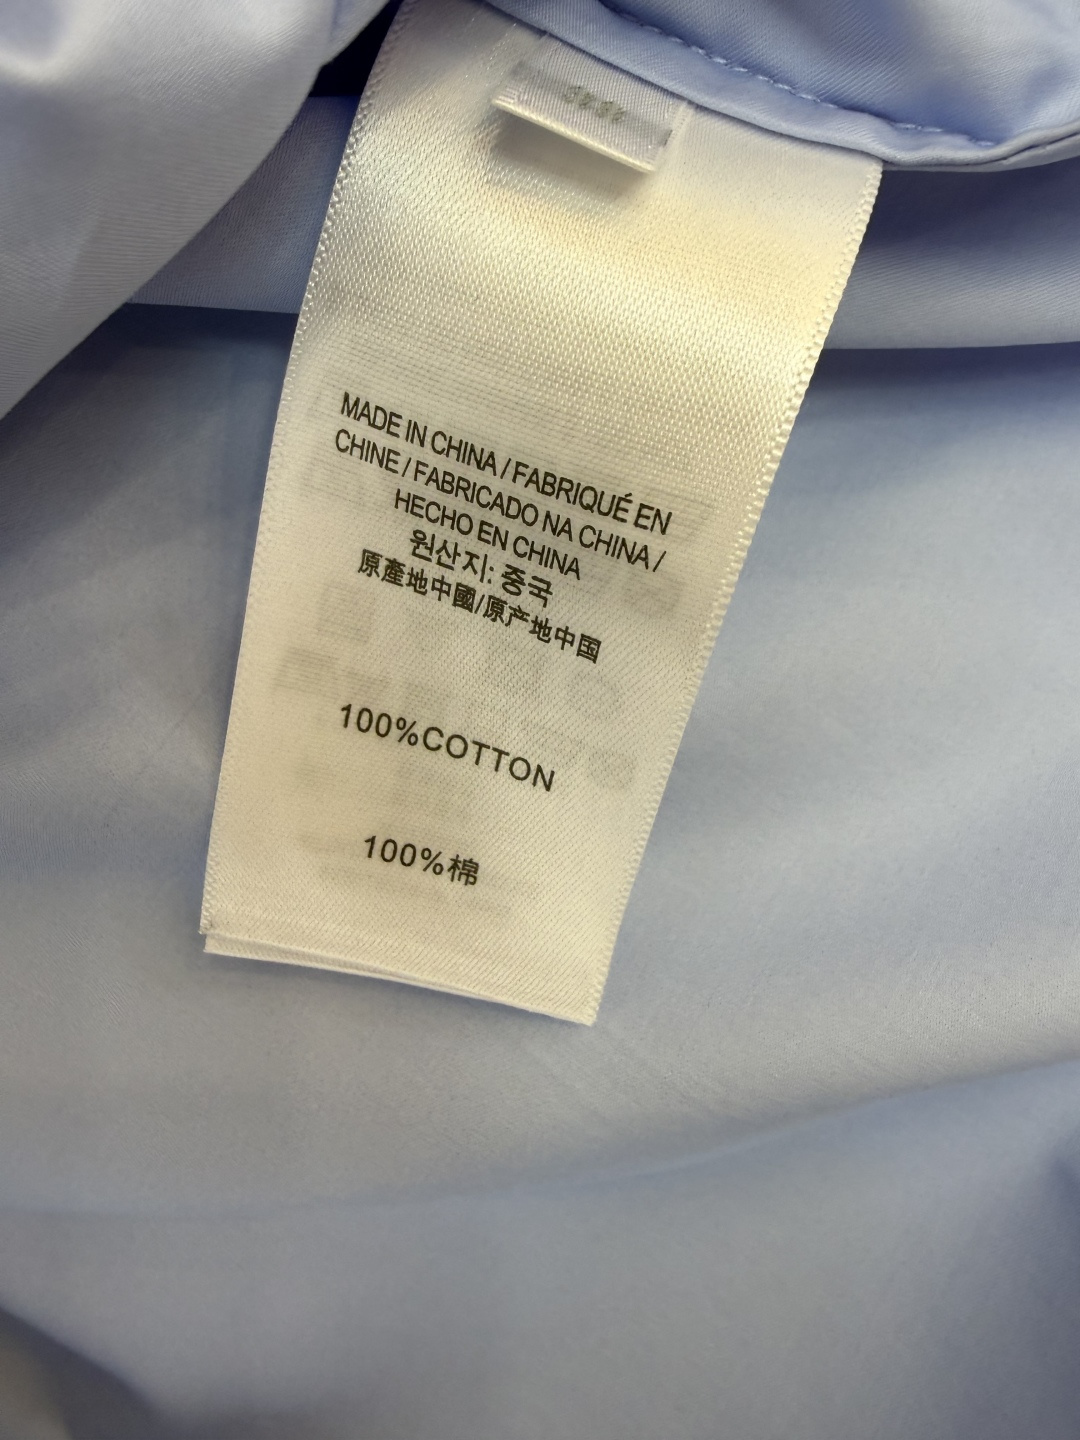 MADE IN CHINA / FABRIQUÉ EN
CHINE / FABRICADO NA CHINA /
HECHO EN CHINA
원산지: 중국
原產地中國/原产地中国
100%COTTON
100%棉